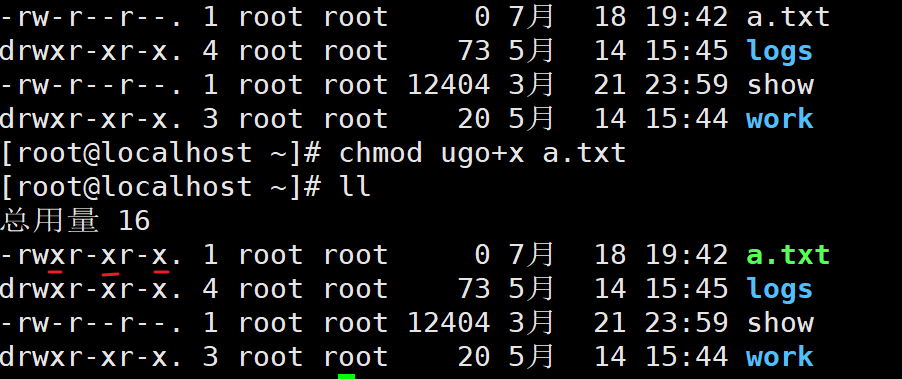 -rw-r--r--. 1 root root     0 7月  18 19:42 a.txt
drwxr-xr-x. 4 root root    73 5月  14 15:45 logs
-rw-r--r--. 1 root root 12404 3月  21 23:59 show
drwxr-xr-x. 3 root root    20 5月  14 15:44 work
[root@localhost ~]# chmod ugo+x a.txt
[root@localhost ~]# ll
总用量 16
-rwxr-xr-x. 1 root root     0 7月  18 19:42 a.txt
drwxr-xr-x. 4 root root    73 5月  14 15:45 logs
-rw-r--r--. 1 root root 12404 3月  21 23:59 show
drwxr-xr-x. 3 root root    20 5月  14 15:44 work